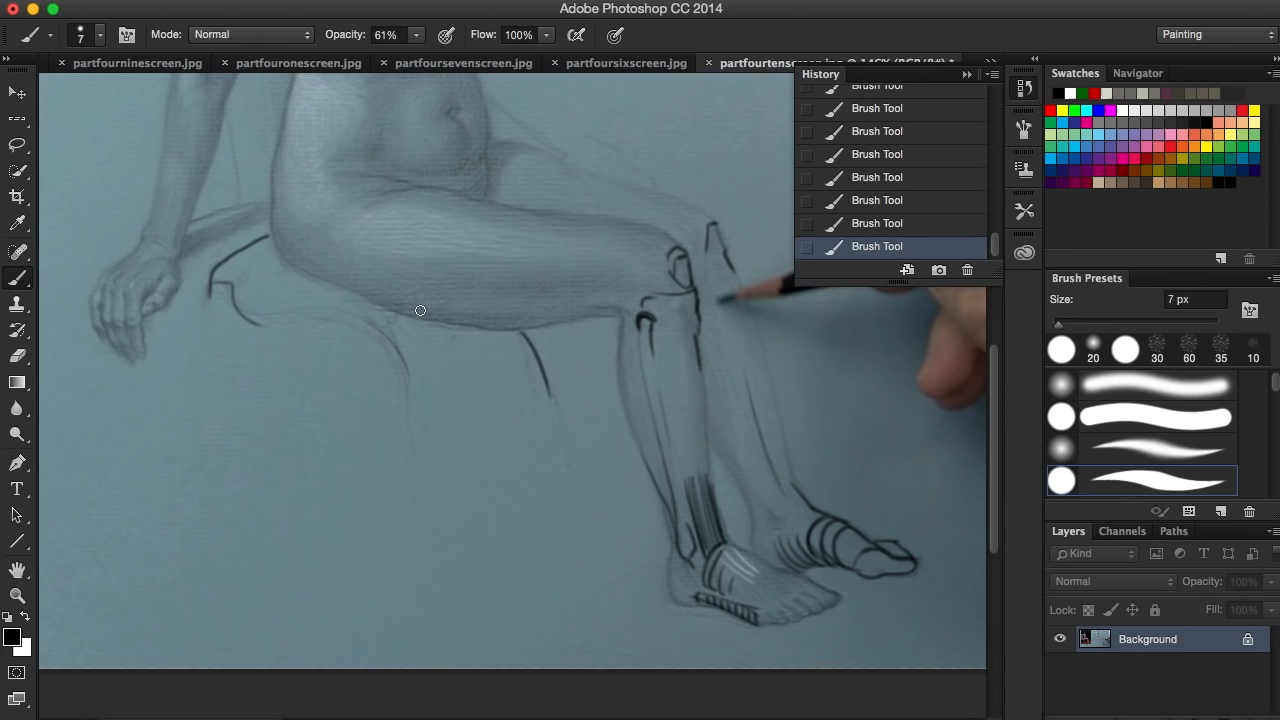 Adobe Photoshop CC 2014
7
Mode: Normal
Opacity: 61%
Flow: 100%
Painting
partfourninescreen.jpg
partfouronescreen.jpg
partfoursevenscreen.jpg
partfoursixscreen.jpg
History
Brush Tool
Brush Tool
Brush Tool
Brush Tool
Brush Tool
Brush Tool
Brush Tool
Brush Tool
Swatches
Navigator
Brush Presets
Size:
7 px
20
30
60
35
10
Layers
Channels
Paths
Kind
Normal
Opacity: 100%
Lock:
Fill: 100%
Background